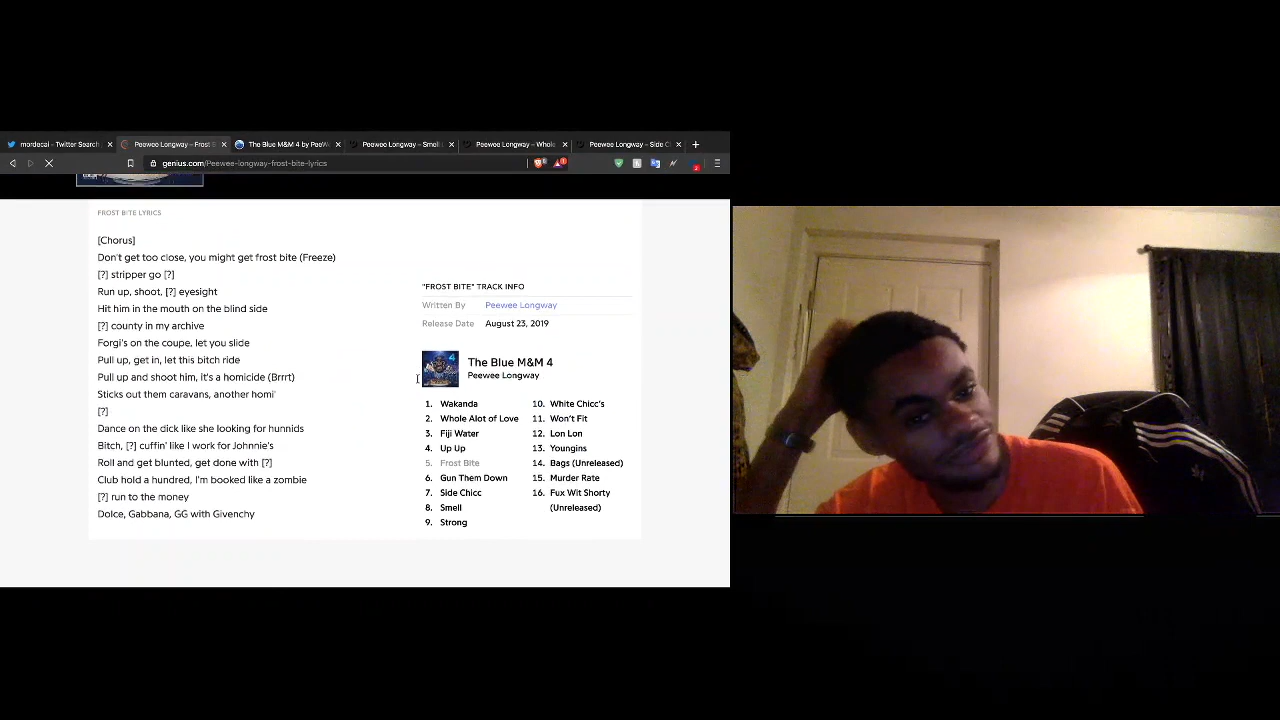 mordecai - Twitter Search
Peewee Longway – Frost B
The Blue M&M 4 by PeeWe
Peewee Longway – Smell
Peewee Longway – Whole
Peewee Longway – Side C
genius.com/Peewee-longway-frost-bite-lyrics
FROST BITE LYRICS
[Chorus]
Don't get too close, you might get frost bite (Freeze)
[?] stripper go [?]
Run up, shoot, [?] eyesight
Hit him in the mouth on the blind side
[?] county in my archive
Forgi's on the coupe, let you slide
Pull up, get in, let this bitch ride
Pull up and shoot him, it's a homicide (Brrrt)
Sticks out them caravans, another homi'
[?]
Dance on the dick like she looking for hunnids
Bitch, [?] cuffin' like I work for Johnnie's
Roll and get blunted, get done with [?]
Club hold a hundred, I'm booked like a zombie
[?] run to the money
Dolce, Gabbana, GG with Givenchy
"FROST BITE" TRACK INFO
Written By Peewee Longway
Release Date August 23, 2019
4
The Blue M&M 4
Peewee Longway
1. Wakanda
2. Whole Alot of Love
3. Fiji Water
4. Up Up
5. Frost Bite
6. Gun Them Down
7. Side Chicc
8. Smell
9. Strong
10. White Chicc's
11. Won't Fit
12. Lon Lon
13. Youngins
14. Bags (Unreleased)
15. Murder Rate
16. Fux Wit Shorty
(Unreleased)